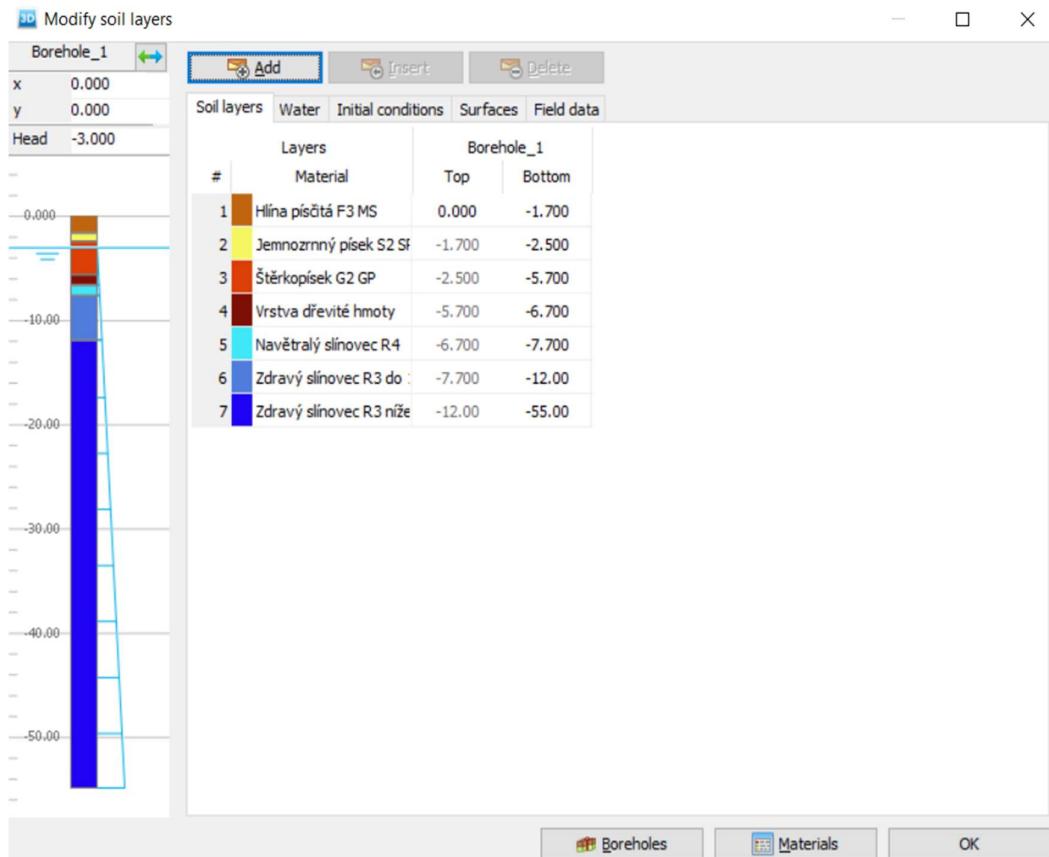 3D Modify soil layers
Borehole_1
x 0.000
y 0.000
Head -3.000
Add Insert Delete
Soil layers Water Initial conditions Surfaces Field data
Layers Borehole_1
# Material Top Bottom
1 Hlína písčitá F3 MS 0.000 -1.700
2 Jemnozrnný písek S2 SP -1.700 -2.500
3 Štěrkopísek G2 GP -2.500 -5.700
4 Vrstva dřevité hmoty -5.700 -6.700
5 Navětralý slínovec R4 -6.700 -7.700
6 Zdravý slínovec R3 do -7.700 -12.00
7 Zdravý slínovec R3 níže -12.00 -55.00
0.000
-10.00
-20.00
-30.00
-40.00
-50.00
Boreholes Materials OK